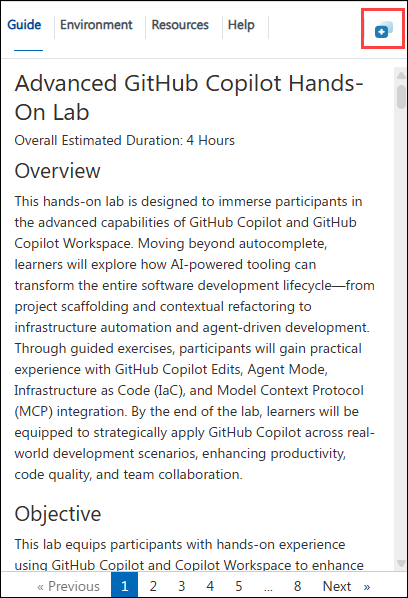 Guide Environment Resources Help
Advanced GitHub Copilot Hands-
On Lab
Overall Estimated Duration: 4 Hours
Overview
This hands-on lab is designed to immerse participants in
the advanced capabilities of GitHub Copilot and GitHub
Copilot Workspace. Moving beyond autocomplete,
learners will explore how AI-powered tooling can
transform the entire software development lifecycle—from
project scaffolding and contextual refactoring to
infrastructure automation and agent-driven development.
Through guided exercises, participants will gain practical
experience with GitHub Copilot Edits, Agent Mode,
Infrastructure as Code (IaC), and Model Context Protocol
(MCP) integration. By the end of the lab, learners will be
equipped to strategically apply GitHub Copilot across real-
world development scenarios, enhancing productivity,
code quality, and team collaboration.
Objective
This lab equips participants with hands-on experience
using GitHub Copilot and Copilot Workspace to enhance
« Previous 1 2 3 4 5 ... 8 Next »